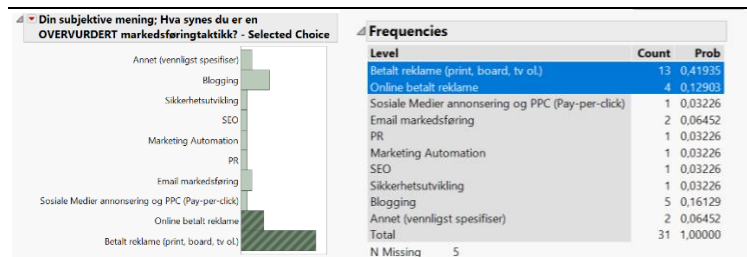 Din subjektive mening; Hva synes du er en
OVERVURDERT markedsføringtaktikk? - Selected Choice
Annet (vennligst spesifiser)
Blogging
Sikkerhetsutvikling
SEO
Marketing Automation
PR
Email markedsføring
Sosiale Medier annonsering og PPC (Pay-per-click)
Online betalt reklame
Betalt reklame (print, board, tv ol.)
Frequencies
Level Count Prob
Betalt reklame (print, board, tv ol.) 13 0,41935
Online betalt reklame 4 0,12903
Sosiale Medier annonsering og PPC (Pay-per-click) 1 0,03226
Email markedsføring 2 0,06452
PR 1 0,03226
Marketing Automation 1 0,03226
SEO 1 0,03226
Sikkerhetsutvikling 1 0,03226
Blogging 5 0,16129
Annet (vennligst spesifiser) 2 0,06452
Total 31 1,00000
N Missing 5